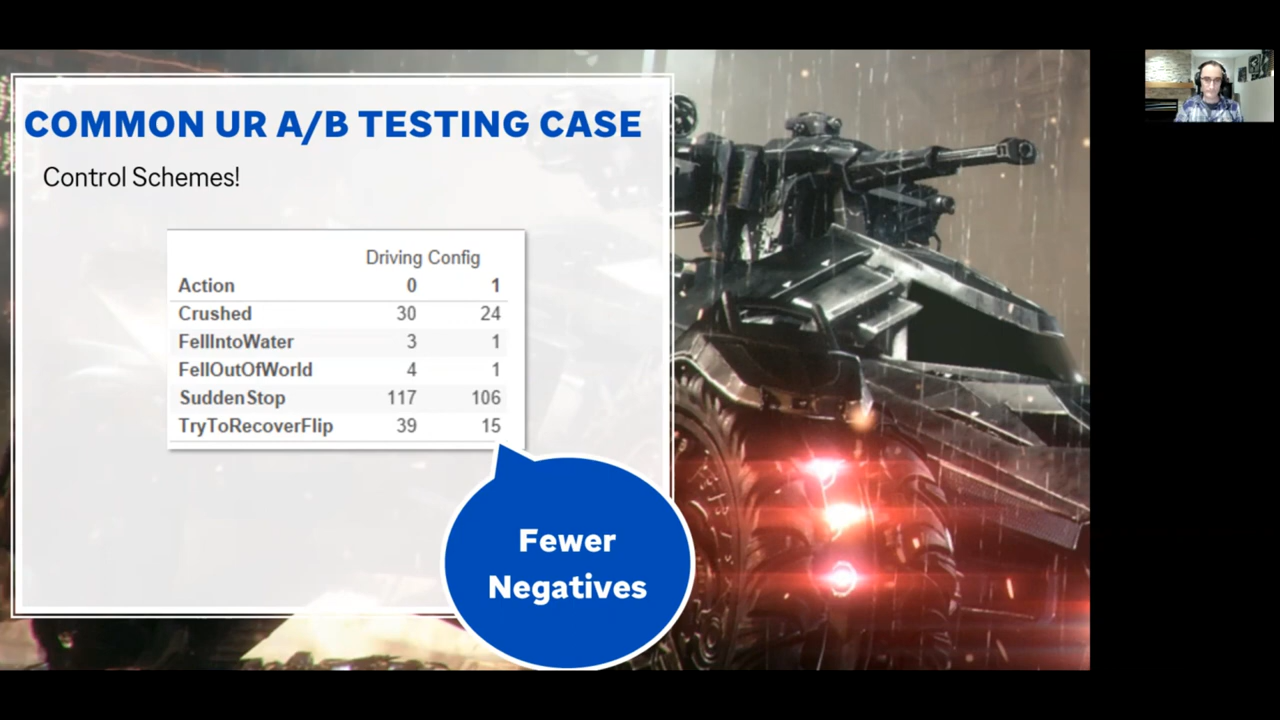 COMMON UR A/B TESTING CASE
Control Schemes!
Driving Config
Action 0 1
Crushed 30 24
FellIntoWater 3 1
FellOutOfWorld 4 1
SuddenStop 117 106
TryToRecoverFlip 39 15
Fewer
Negatives